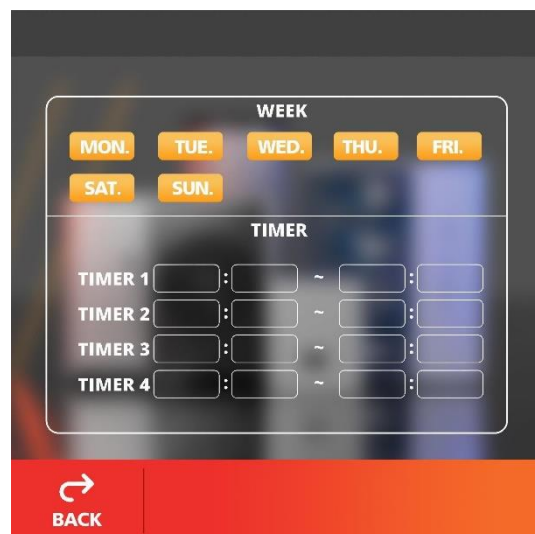 WEEK
MON. TUE. WED. THU. FRI.
SAT. SUN.
TIMER
TIMER 1 : ~ :
TIMER 2 : ~ :
TIMER 3 : ~ :
TIMER 4 : ~ :
BACK